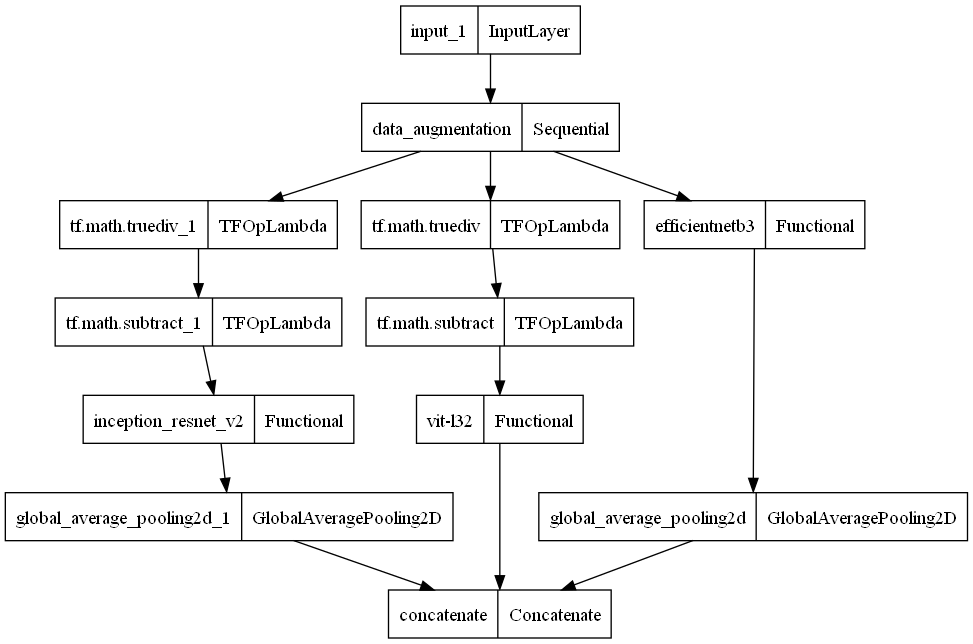 input_1 InputLayer
data_augmentation Sequential
tf.math.truediv_1 TFOpLambda
tf.math.truediv TFOpLambda
efficientnetb3 Functional
tf.math.subtract_1 TFOpLambda
tf.math.subtract TFOpLambda
inception_resnet_v2 Functional
vit-l32 Functional
global_average_pooling2d_1 GlobalAveragePooling2D
global_average_pooling2d GlobalAveragePooling2D
concatenate Concatenate